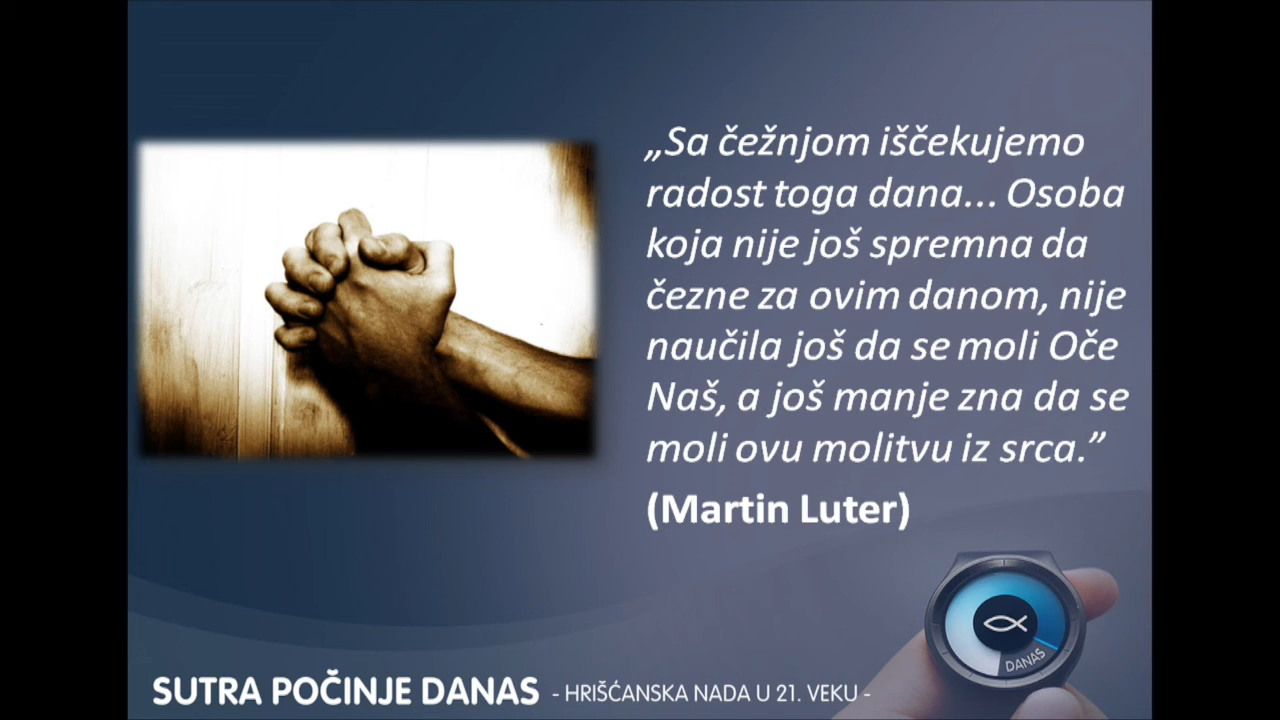 „Sa čežnjom iščekujemo
radost toga dana... Osoba
koja nije još spremna da
čezne za ovim danom, nije
naučila još da se moli Oče
Naš, a još manje zna da se
moli ovu molitvu iz srca.”
(Martin Luter)
DANAS
SUTRA POČINJE DANAS - HRIŠĆANSKA NADA U 21. VEKU -